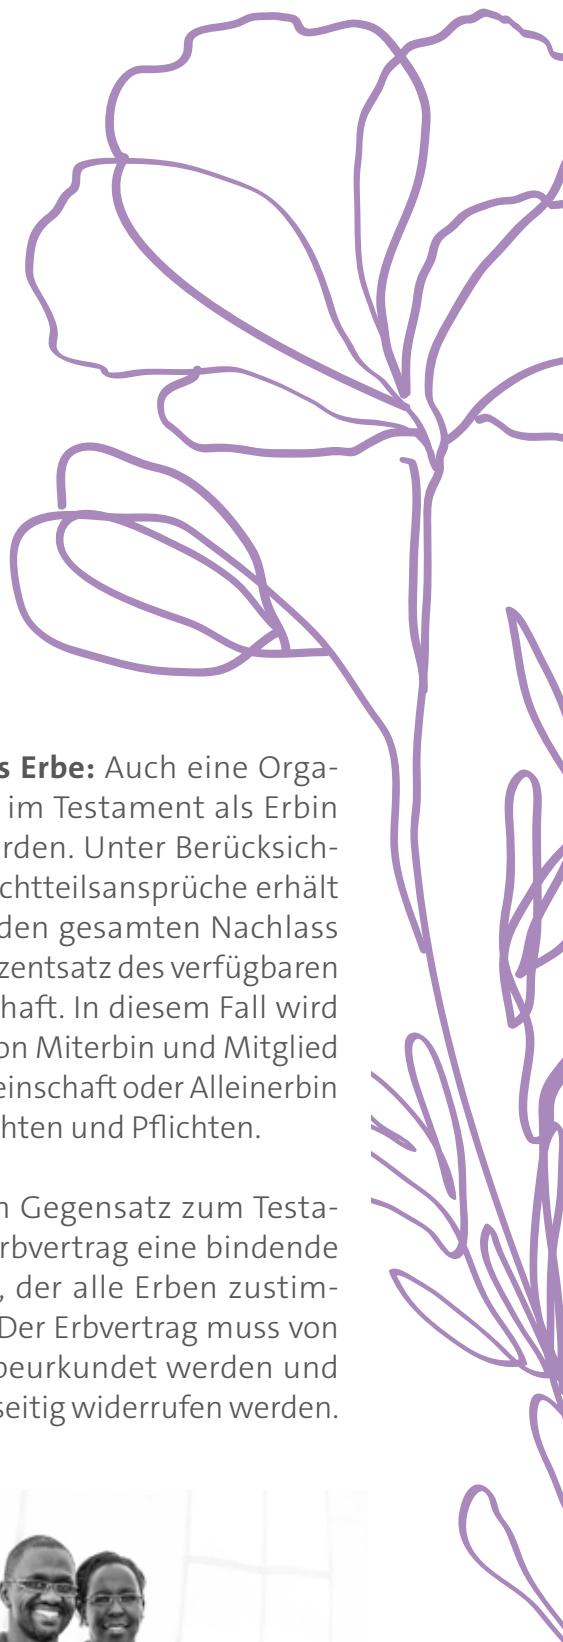 s Erbe: Auch eine Orga-
im Testament als Erbin
rden. Unter Berücksich-
chtteilsansprüche erhält
den gesamten Nachlass
zentsatz des verfügbaren
haft. In diesem Fall wird
on Miterbin und Mitglied
einschaft oder Alleinerbin
chten und Pflichten.
Gegensatz zum Testa-
rbvertrag eine bindende
, der alle Erben zustim-
Der Erbvertrag muss von
beurkundet werden und
seitig widerrufen werden.